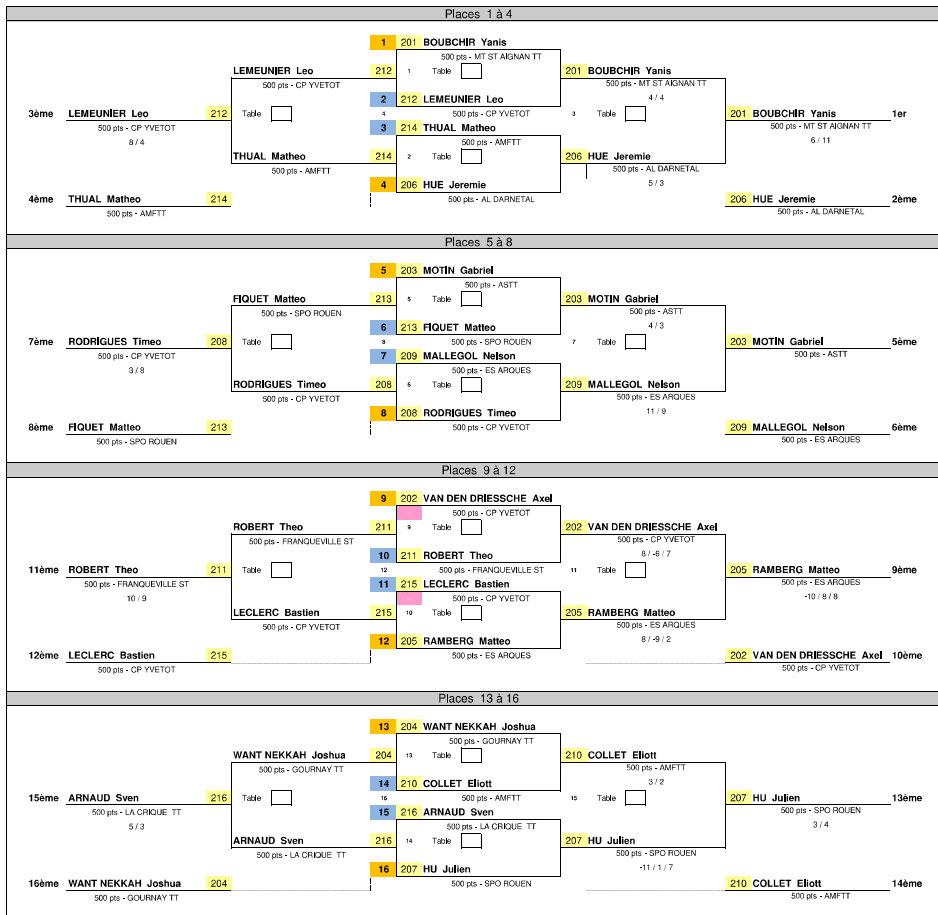 Places 1 à 4
1 201 BOUBCHIR Yanis
500 pts - MT ST AIGNAN TT
LEMEUNIER Leo 212 1 Table 201 BOUBCHIR Yanis
500 pts - CP YVETOT 500 pts - MT ST AIGNAN TT
2 212 LEMEUNIER Leo 4 / 4
3ème LEMEUNIER Leo 212 Table 4 500 pts - CP YVETOT 3 Table 201 BOUBCHIR Yanis 1er
500 pts - CP YVETOT 3 214 THUAL Matheo 500 pts - MT ST AIGNAN TT
8 / 4 500 pts - AMFTT 6 / 11
THUAL Matheo 214 2 Table 206 HUE Jeremie
500 pts - AMFTT 500 pts - AL DARNETAL
4 206 HUE Jeremie 5 / 3
4ème THUAL Matheo 214 500 pts - AL DARNETAL 206 HUE Jeremie 2ème
500 pts - AMFTT 500 pts - AL DARNETAL
Places 5 à 8
5 203 MOTIN Gabriel
500 pts - ASTT
FIQUET Matteo 213 5 Table 203 MOTIN Gabriel
500 pts - SPO ROUEN 500 pts - ASTT
6 213 FIQUET Matteo 4 / 3
7ème RODRIGUES Timeo 208 Table 8 500 pts - SPO ROUEN 7 Table 203 MOTIN Gabriel 5ème
500 pts - CP YVETOT 7 209 MALLEGOL Nelson 500 pts - ASTT
3 / 8 500 pts - ES ARQUES
RODRIGUES Timeo 208 6 Table 209 MALLEGOL Nelson
500 pts - CP YVETOT 500 pts - ES ARQUES
8 208 RODRIGUES Timeo 11 / 9
8ème FIQUET Matteo 213 500 pts - CP YVETOT 209 MALLEGOL Nelson 6ème
500 pts - SPO ROUEN 500 pts - ES ARQUES
Places 9 à 12
9 202 VAN DEN DRIESSCHE Axel
500 pts - CP YVETOT
ROBERT Theo 211 9 Table 202 VAN DEN DRIESSCHE Axel
500 pts - FRANQUEVILLE ST 500 pts - CP YVETOT
10 211 ROBERT Theo 8 / -6 / 7
11ème ROBERT Theo 211 Table 12 500 pts - FRANQUEVILLE ST 11 Table 205 RAMBERG Matteo 9ème
500 pts - FRANQUEVILLE ST 11 215 LECLERC Bastien 500 pts - ES ARQUES
10 / 9 500 pts - CP YVETOT -10 / 8 / 8
LECLERC Bastien 215 10 Table 205 RAMBERG Matteo
500 pts - CP YVETOT 500 pts - ES ARQUES
12 205 RAMBERG Matteo 8 / -9 / 2
12ème LECLERC Bastien 215 500 pts - ES ARQUES 202 VAN DEN DRIESSCHE Axel 10ème
500 pts - CP YVETOT 500 pts - CP YVETOT
Places 13 à 16
13 204 WANT NEKKAH Joshua
500 pts - GOURNAY TT
WANT NEKKAH Joshua 204 13 Table 210 COLLET Eliott
500 pts - GOURNAY TT 500 pts - AMFTT
14 210 COLLET Eliott 3 / 2
15ème ARNAUD Sven 216 Table 16 500 pts - AMFTT 15 Table 207 HU Julien 13ème
500 pts - LA CRIQUE TT 15 216 ARNAUD Sven 500 pts - SPO ROUEN
5 / 3 500 pts - LA CRIQUE TT 3 / 4
ARNAUD Sven 216 14 Table 207 HU Julien
500 pts - LA CRIQUE TT 500 pts - SPO ROUEN
16 207 HU Julien -11 / 1 / 7
16ème WANT NEKKAH Joshua 204 500 pts - SPO ROUEN 210 COLLET Eliott 14ème
500 pts - GOURNAY TT 500 pts - AMFTT